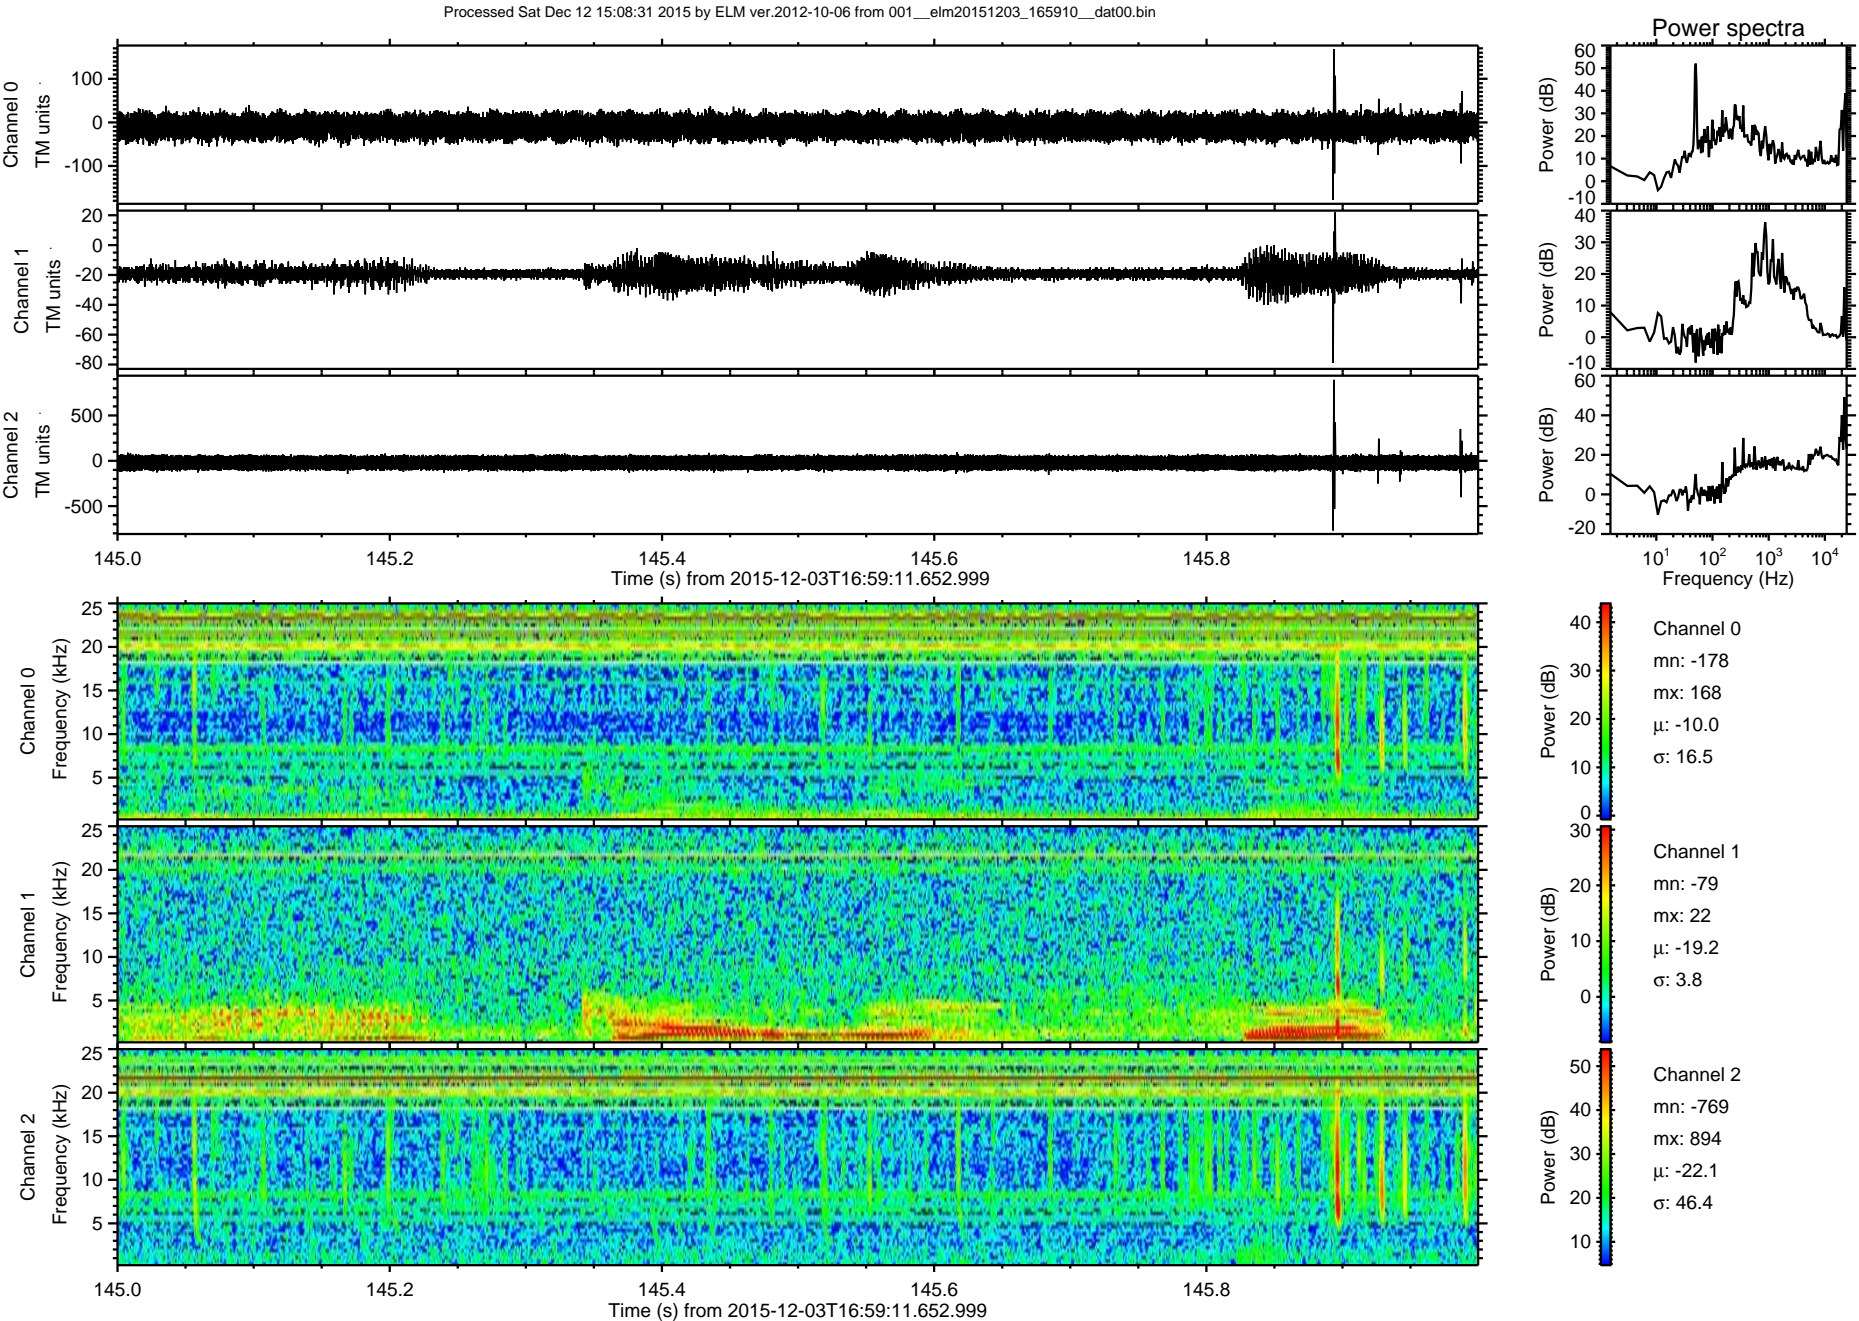 Processed Sat Dec 12 15:08:31 2015 by ELM ver.2012-10-06 from 001__elm20151203_165910__dat00.bin
Power spectra
Channel 0
TM units
100
0
-100
Power (dB)
60
50
40
30
20
10
0
-10
Channel 1
TM units
20
0
-20
-40
-60
-80
Power (dB)
40
30
20
10
0
-10
Channel 2
TM units
500
0
-500
Power (dB)
60
40
20
0
-20
145.0 145.2 145.4 145.6 145.8
Time (s) from 2015-12-03T16:59:11.652.999
10¹ 10² 10³ 10⁴
Frequency (Hz)
Channel 0
Frequency (kHz)
25
20
15
10
5
Power (dB)
40
30
20
10
0
Channel 0
mn: -178
mx: 168
µ: -10.0
σ: 16.5
Channel 1
Frequency (kHz)
25
20
15
10
5
Power (dB)
30
20
10
0
Channel 1
mn: -79
mx: 22
µ: -19.2
σ: 3.8
Channel 2
Frequency (kHz)
25
20
15
10
5
Power (dB)
50
40
30
20
10
Channel 2
mn: -769
mx: 894
µ: -22.1
σ: 46.4
145.0 145.2 145.4 145.6 145.8
Time (s) from 2015-12-03T16:59:11.652.999